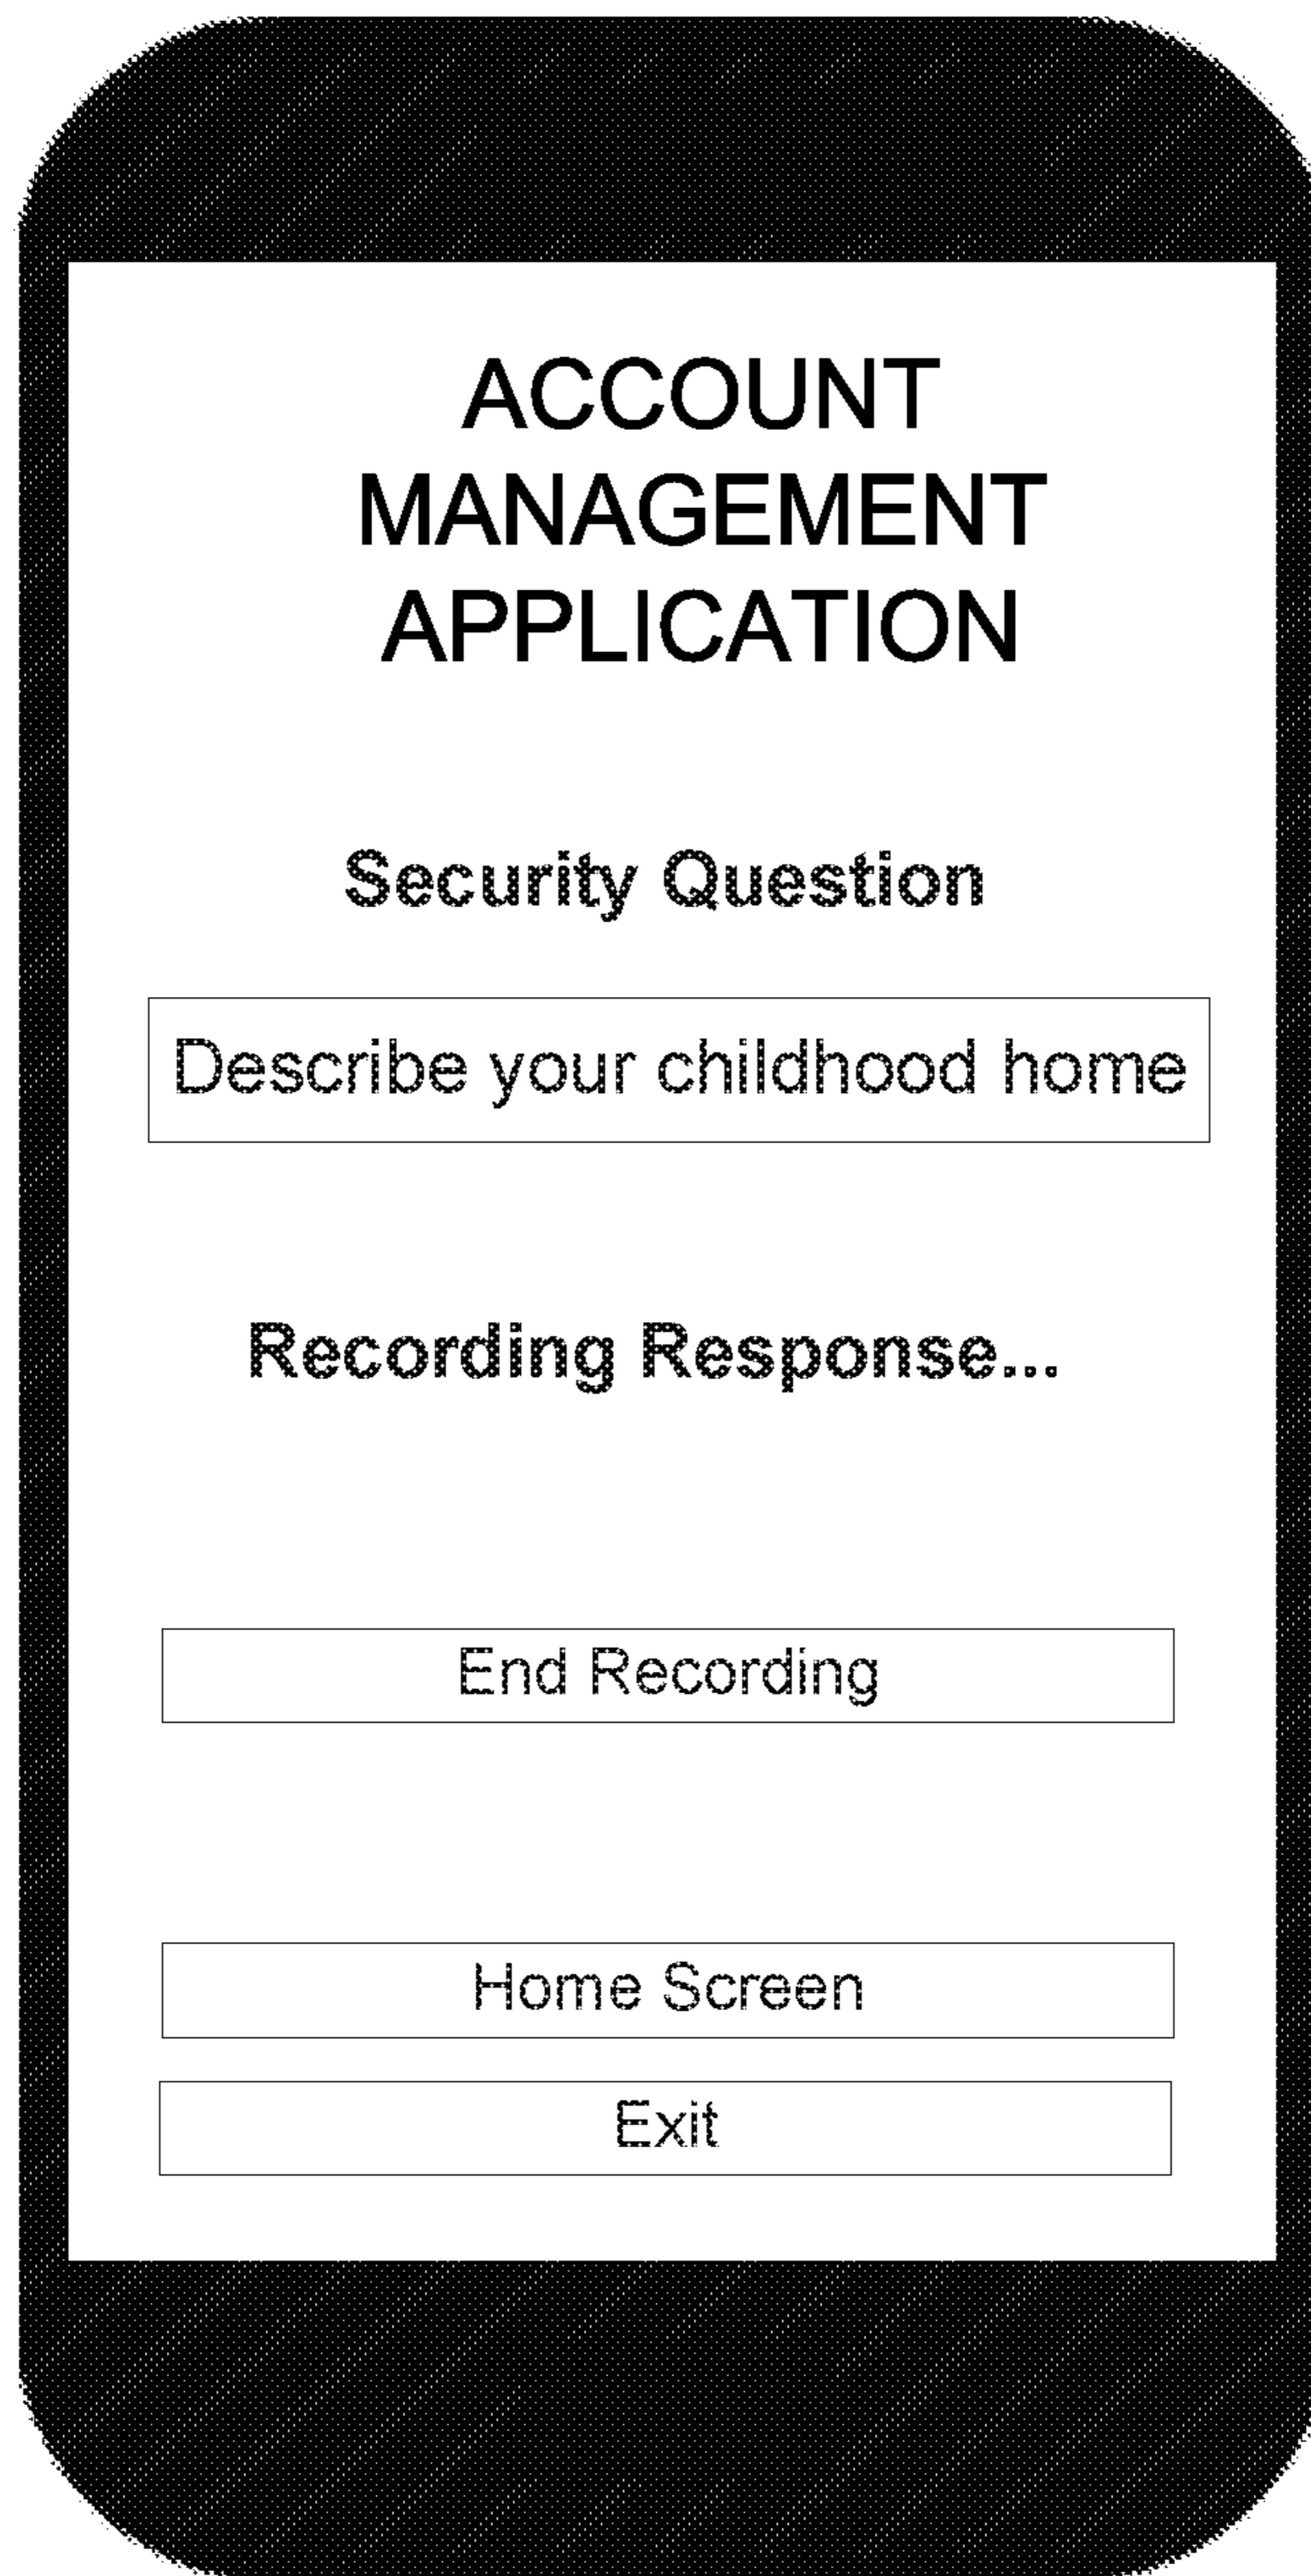 ACCOUNT
MANAGEMENT
APPLICATION
Security Question
Describe your childhood home
Recording Response...
End Recording
Home Screen
Exit